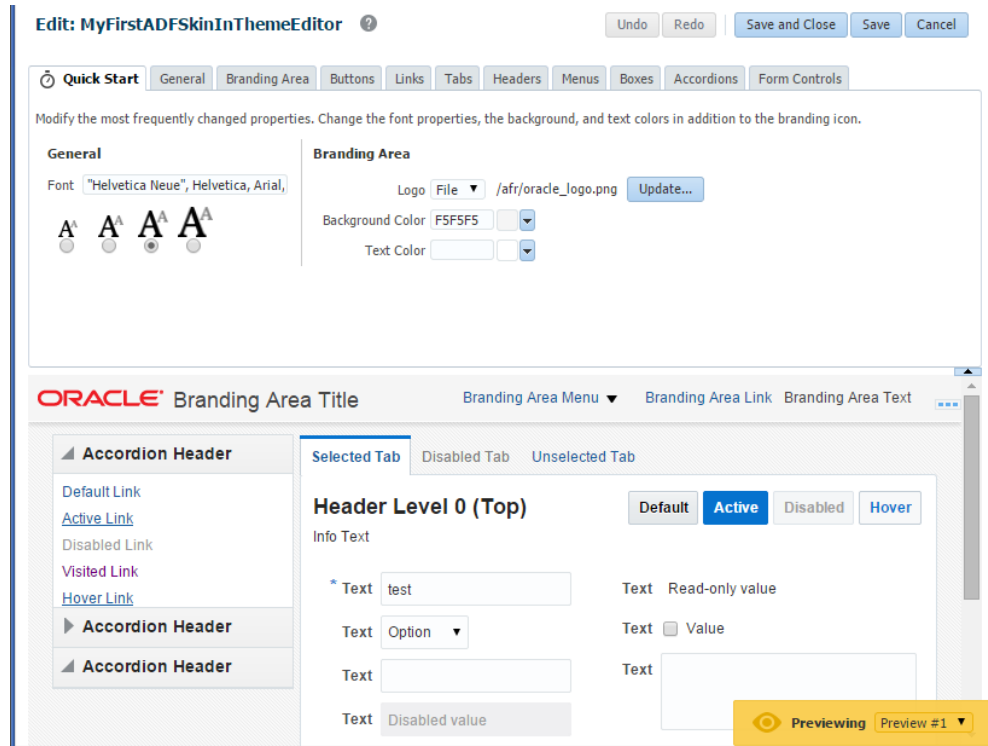 Edit: MyFirstADFSkinInThemeEditor ?
Undo Redo Save and Close Save Cancel
Quick Start General Branding Area Buttons Links Tabs Headers Menus Boxes Accordions Form Controls
Modify the most frequently changed properties. Change the font properties, the background, and text colors in addition to the branding icon.
General
Font "Helvetica Neue", Helvetica, Arial,
AA AA AA AA
Branding Area
Logo File /afr/oracle_logo.png Update...
Background Color F5F5F5
Text Color
ORACLE Branding Area Title Branding Area Menu Branding Area Link Branding Area Text
Accordion Header
Default Link
Active Link
Disabled Link
Visited Link
Hover Link
Accordion Header
Accordion Header
Selected Tab Disabled Tab Unselected Tab
Header Level 0 (Top) Default Active Disabled Hover
Info Text
* Text test
Text Option
Text
Text Disabled value
Text Read-only value
Text Value
Text
Previewing Preview #1